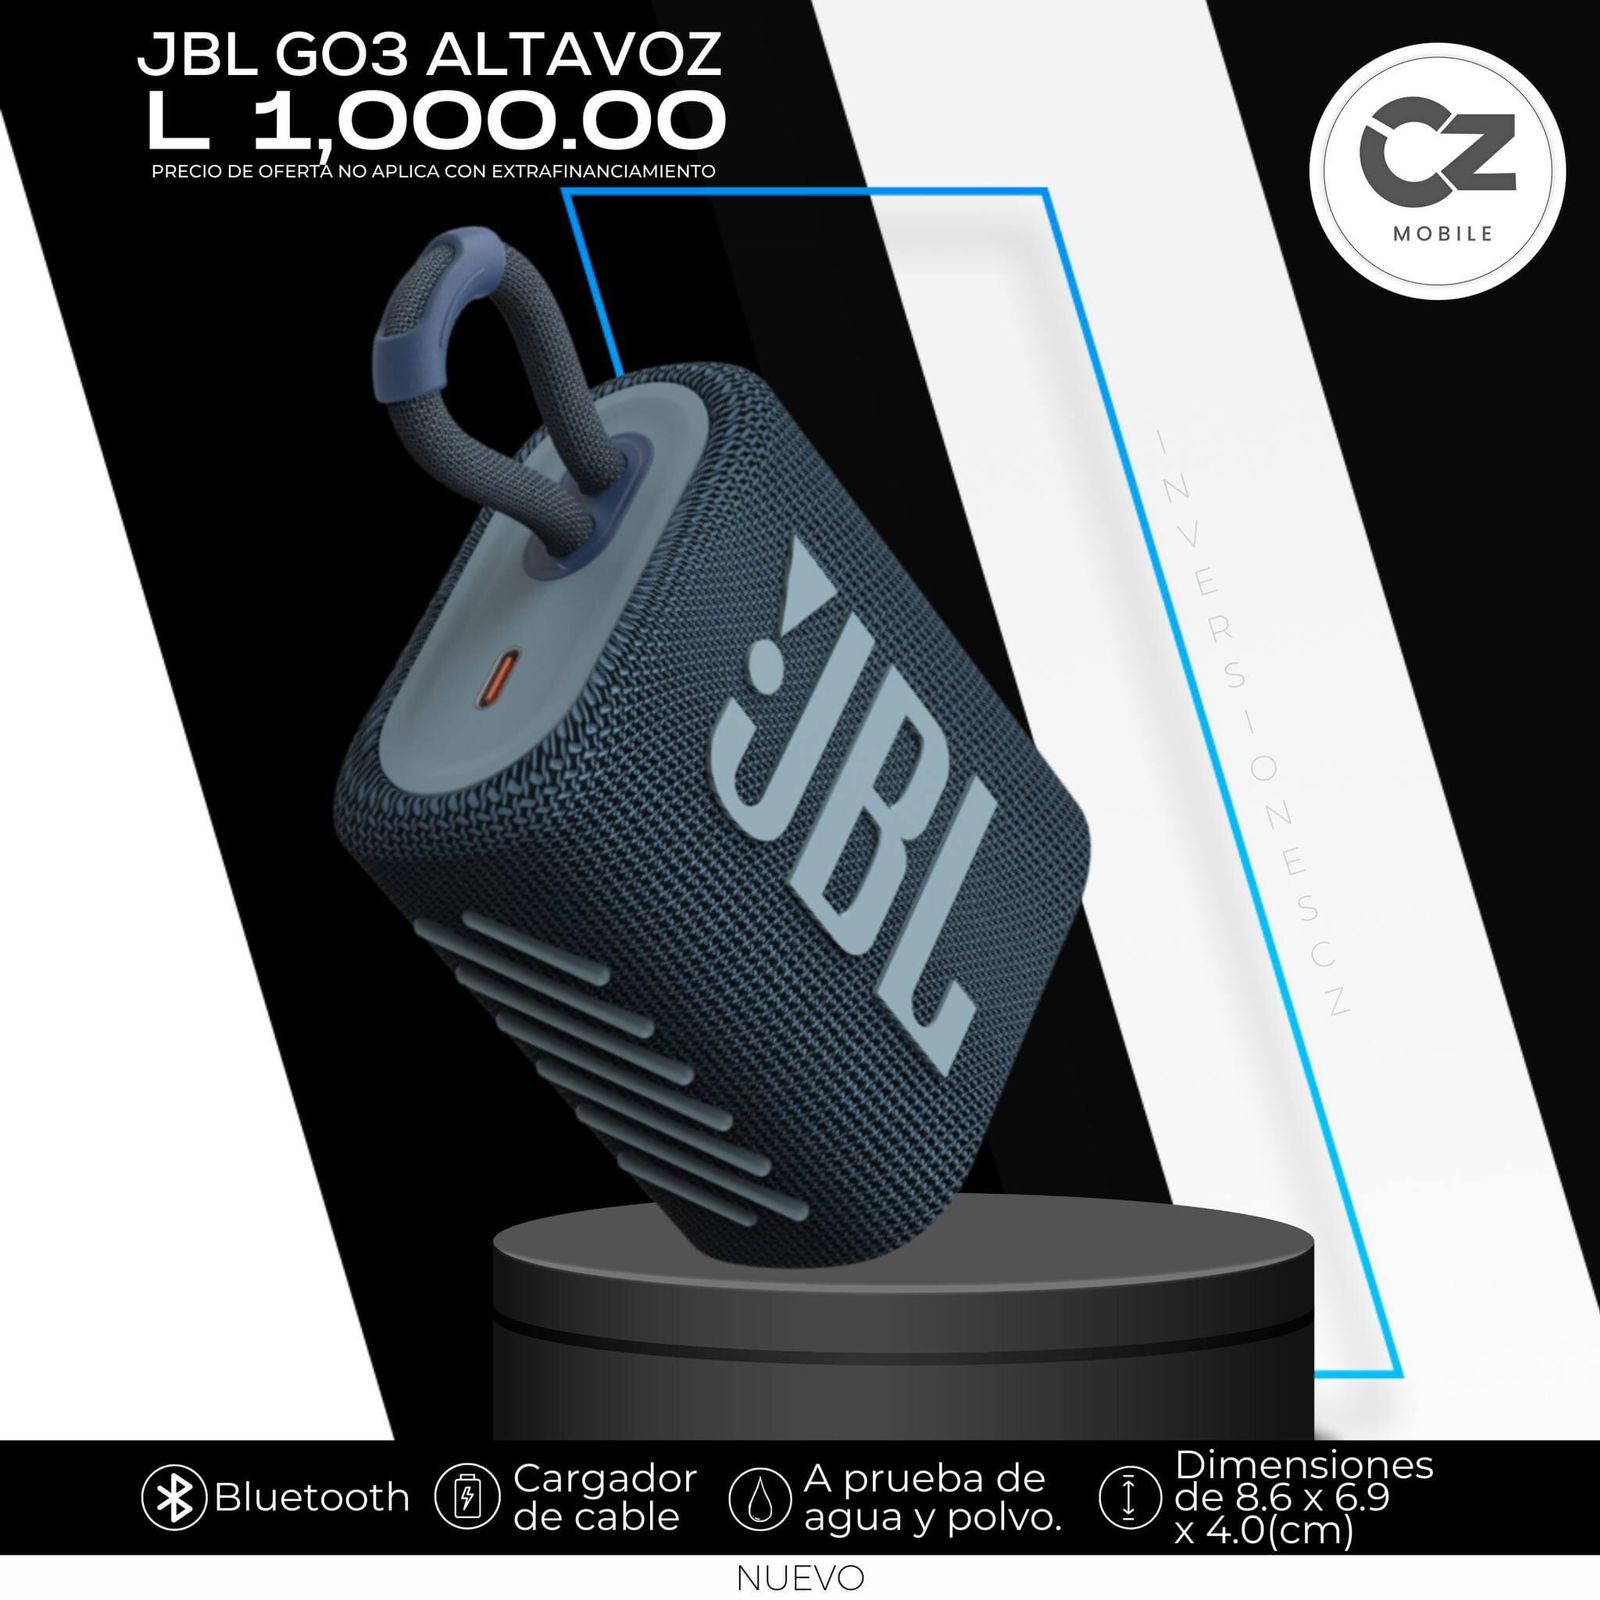 JBL GO3 ALTAVOZ
L 1,000.00
PRECIO DE OFERTA NO APLICA CON EXTRAFINANCIAMIENTO
CZ
MOBILE
INVERSIONESCZ
JBL
Bluetooth
Cargador
de cable
A prueba de
agua y polvo.
Dimensiones
de 8.6 x 6.9
x 4.0(cm)
NUEVO